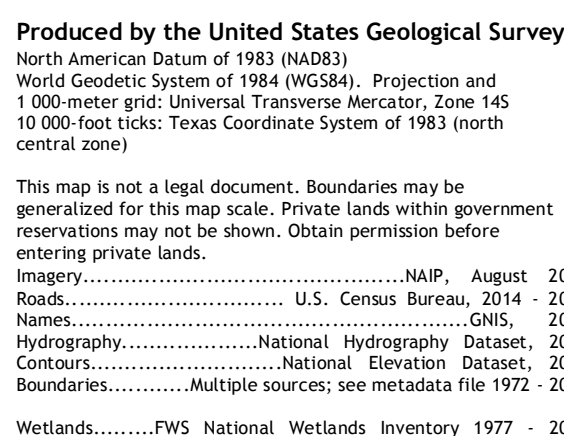 Produced by the United States Geological Survey
North American Datum of 1983 (NAD83)
World Geodetic System of 1984 (WGS84). Projection and
1 000-meter grid: Universal Transverse Mercator, Zone 14S
10 000-foot ticks: Texas Coordinate System of 1983 (north
central zone)
This map is not a legal document. Boundaries may be
generalized for this map scale. Private lands within government
reservations may not be shown. Obtain permission before
entering private lands.
Imagery..............................................NAIP, August
Roads................................ U.S. Census Bureau, 2014 -
Names.........................................................GNIS,
Hydrography....................National Hydrography Dataset,
Contours............................National Elevation Dataset,
Boundaries............Multiple sources; see metadata file 1972 -
Wetlands.........FWS National Wetlands Inventory 1977 -